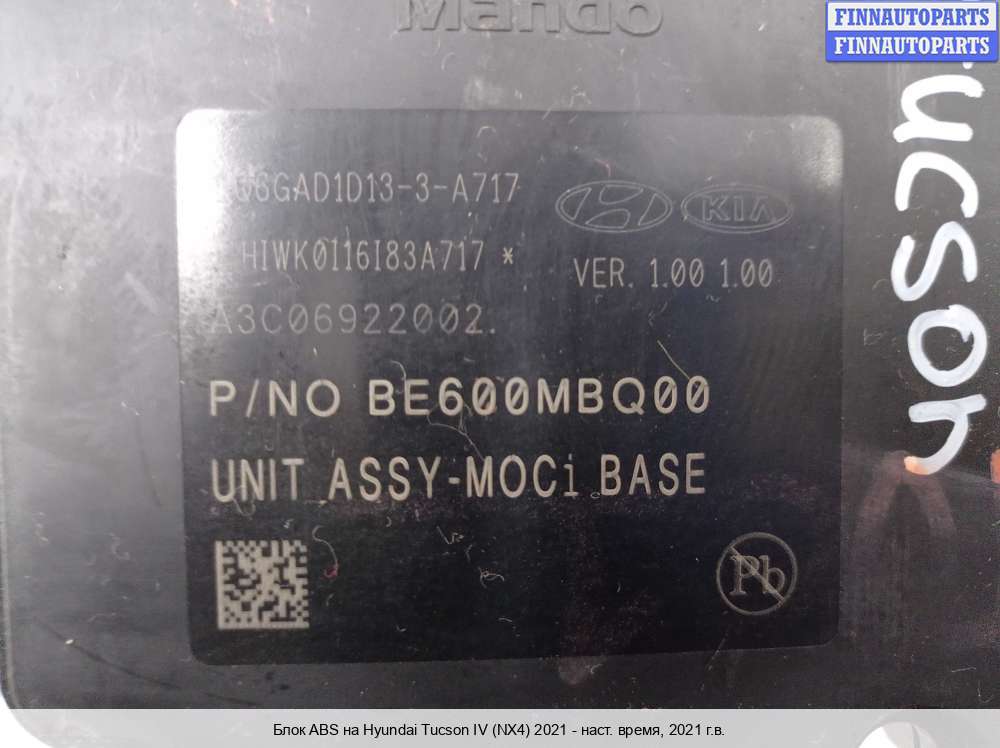 FINNAUTOPARTS
FINNAUTOPARTS
MANDO
Tucson
6GAD1D13-3-A717
KIA
HIWK0116I83A717 *
VER. 1.00 1.00
A3C06922002.
P/NO BE600MBQ00
UNIT ASSY-MOCi BASE
Pb
Блок ABS на Hyundai Tucson IV (NX4) 2021 - наст. время, 2021 г.в.